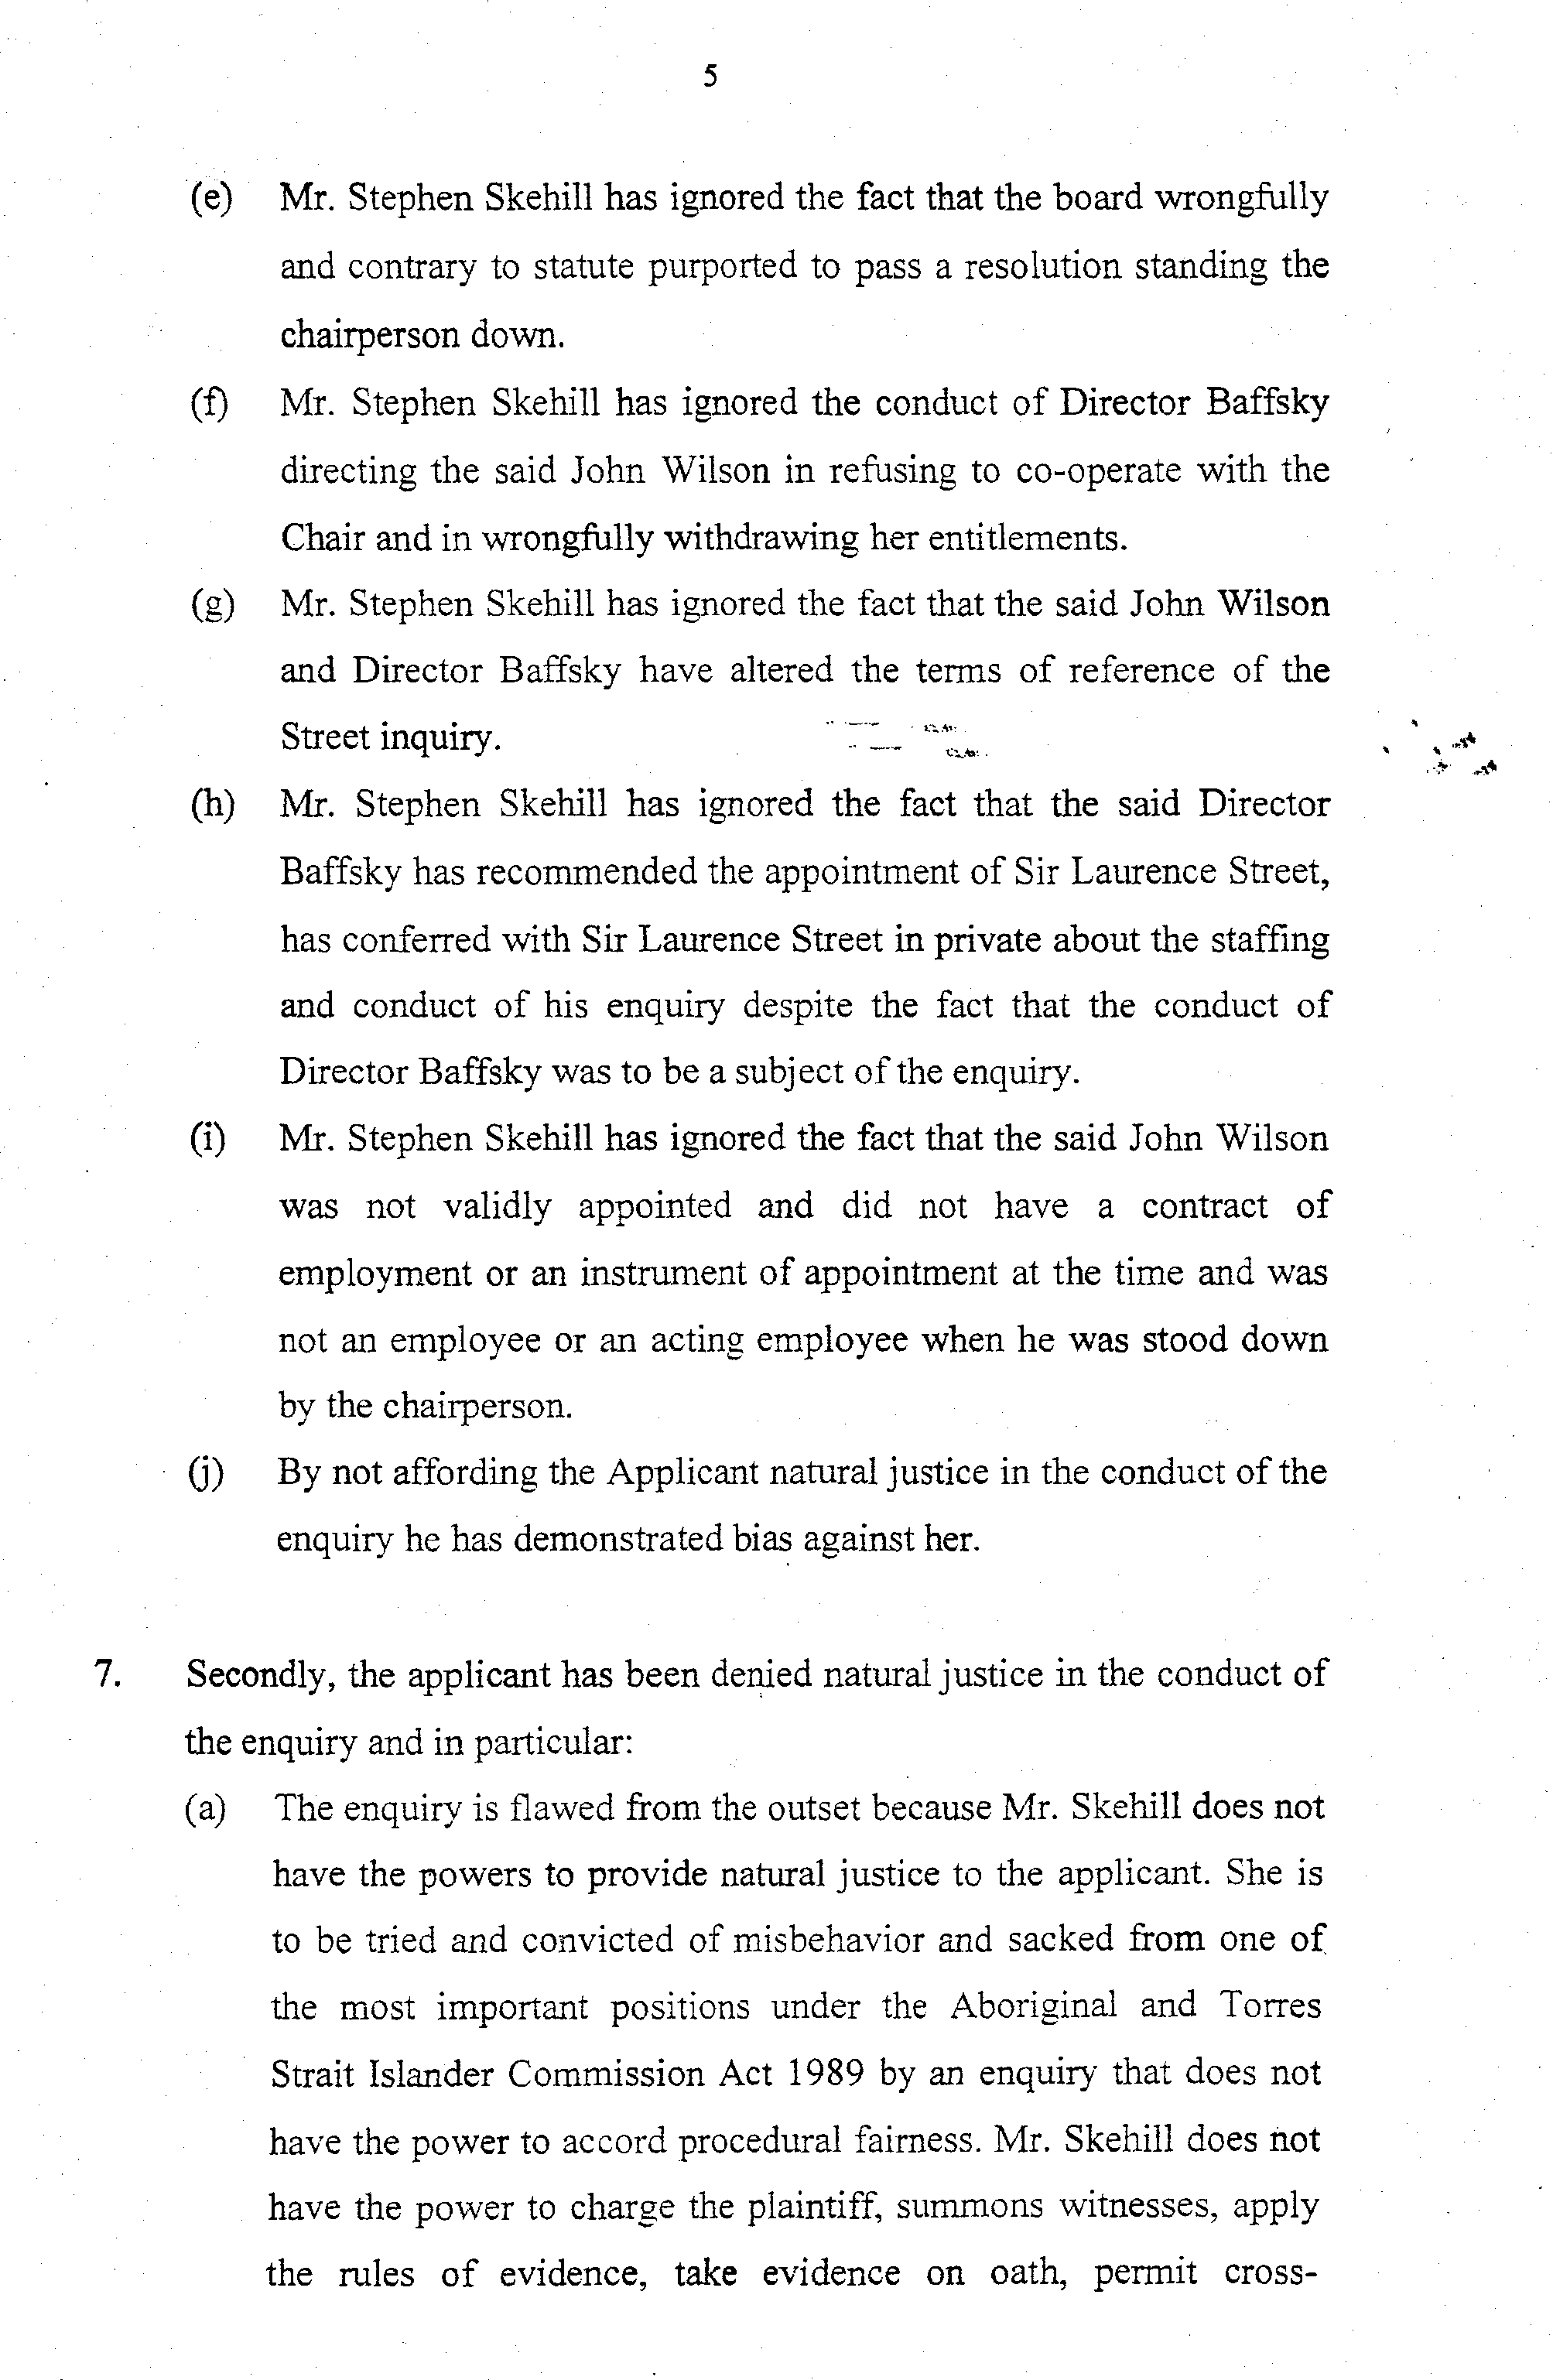 5
(e) Mr. Stephen Skehill has ignored the fact that the board wrongfully
and contrary to statute purported to pass a resolution standing the
chairperson down.
(f) Mr. Stephen Skehill has ignored the conduct of Director Baffsky
directing the said John Wilson in refusing to co-operate with the
Chair and in wrongfully withdrawing her entitlements.
(g) Mr. Stephen Skehill has ignored the fact that the said John Wilson
and Director Baffsky have altered the terms of reference of the
Street inquiry.
(h) Mr. Stephen Skehill has ignored the fact that the said Director
Baffsky has recommended the appointment of Sir Laurence Street,
has conferred with Sir Laurence Street in private about the staffing
and conduct of his enquiry despite the fact that the conduct of
Director Baffsky was to be a subject of the enquiry.
(i) Mr. Stephen Skehill has ignored the fact that the said John Wilson
was not validly appointed and did not have a contract of
employment or an instrument of appointment at the time and was
not an employee or an acting employee when he was stood down
by the chairperson.
(j) By not affording the Applicant natural justice in the conduct of the
enquiry he has demonstrated bias against her.
7. Secondly, the applicant has been denied natural justice in the conduct of
the enquiry and in particular:
(a) The enquiry is flawed from the outset because Mr. Skehill does not
have the powers to provide natural justice to the applicant. She is
to be tried and convicted of misbehavior and sacked from one of
the most important positions under the Aboriginal and Torres
Strait Islander Commission Act 1989 by an enquiry that does not
have the power to accord procedural fairness. Mr. Skehill does not
have the power to charge the plaintiff, summons witnesses, apply
the rules of evidence, take evidence on oath, permit cross-